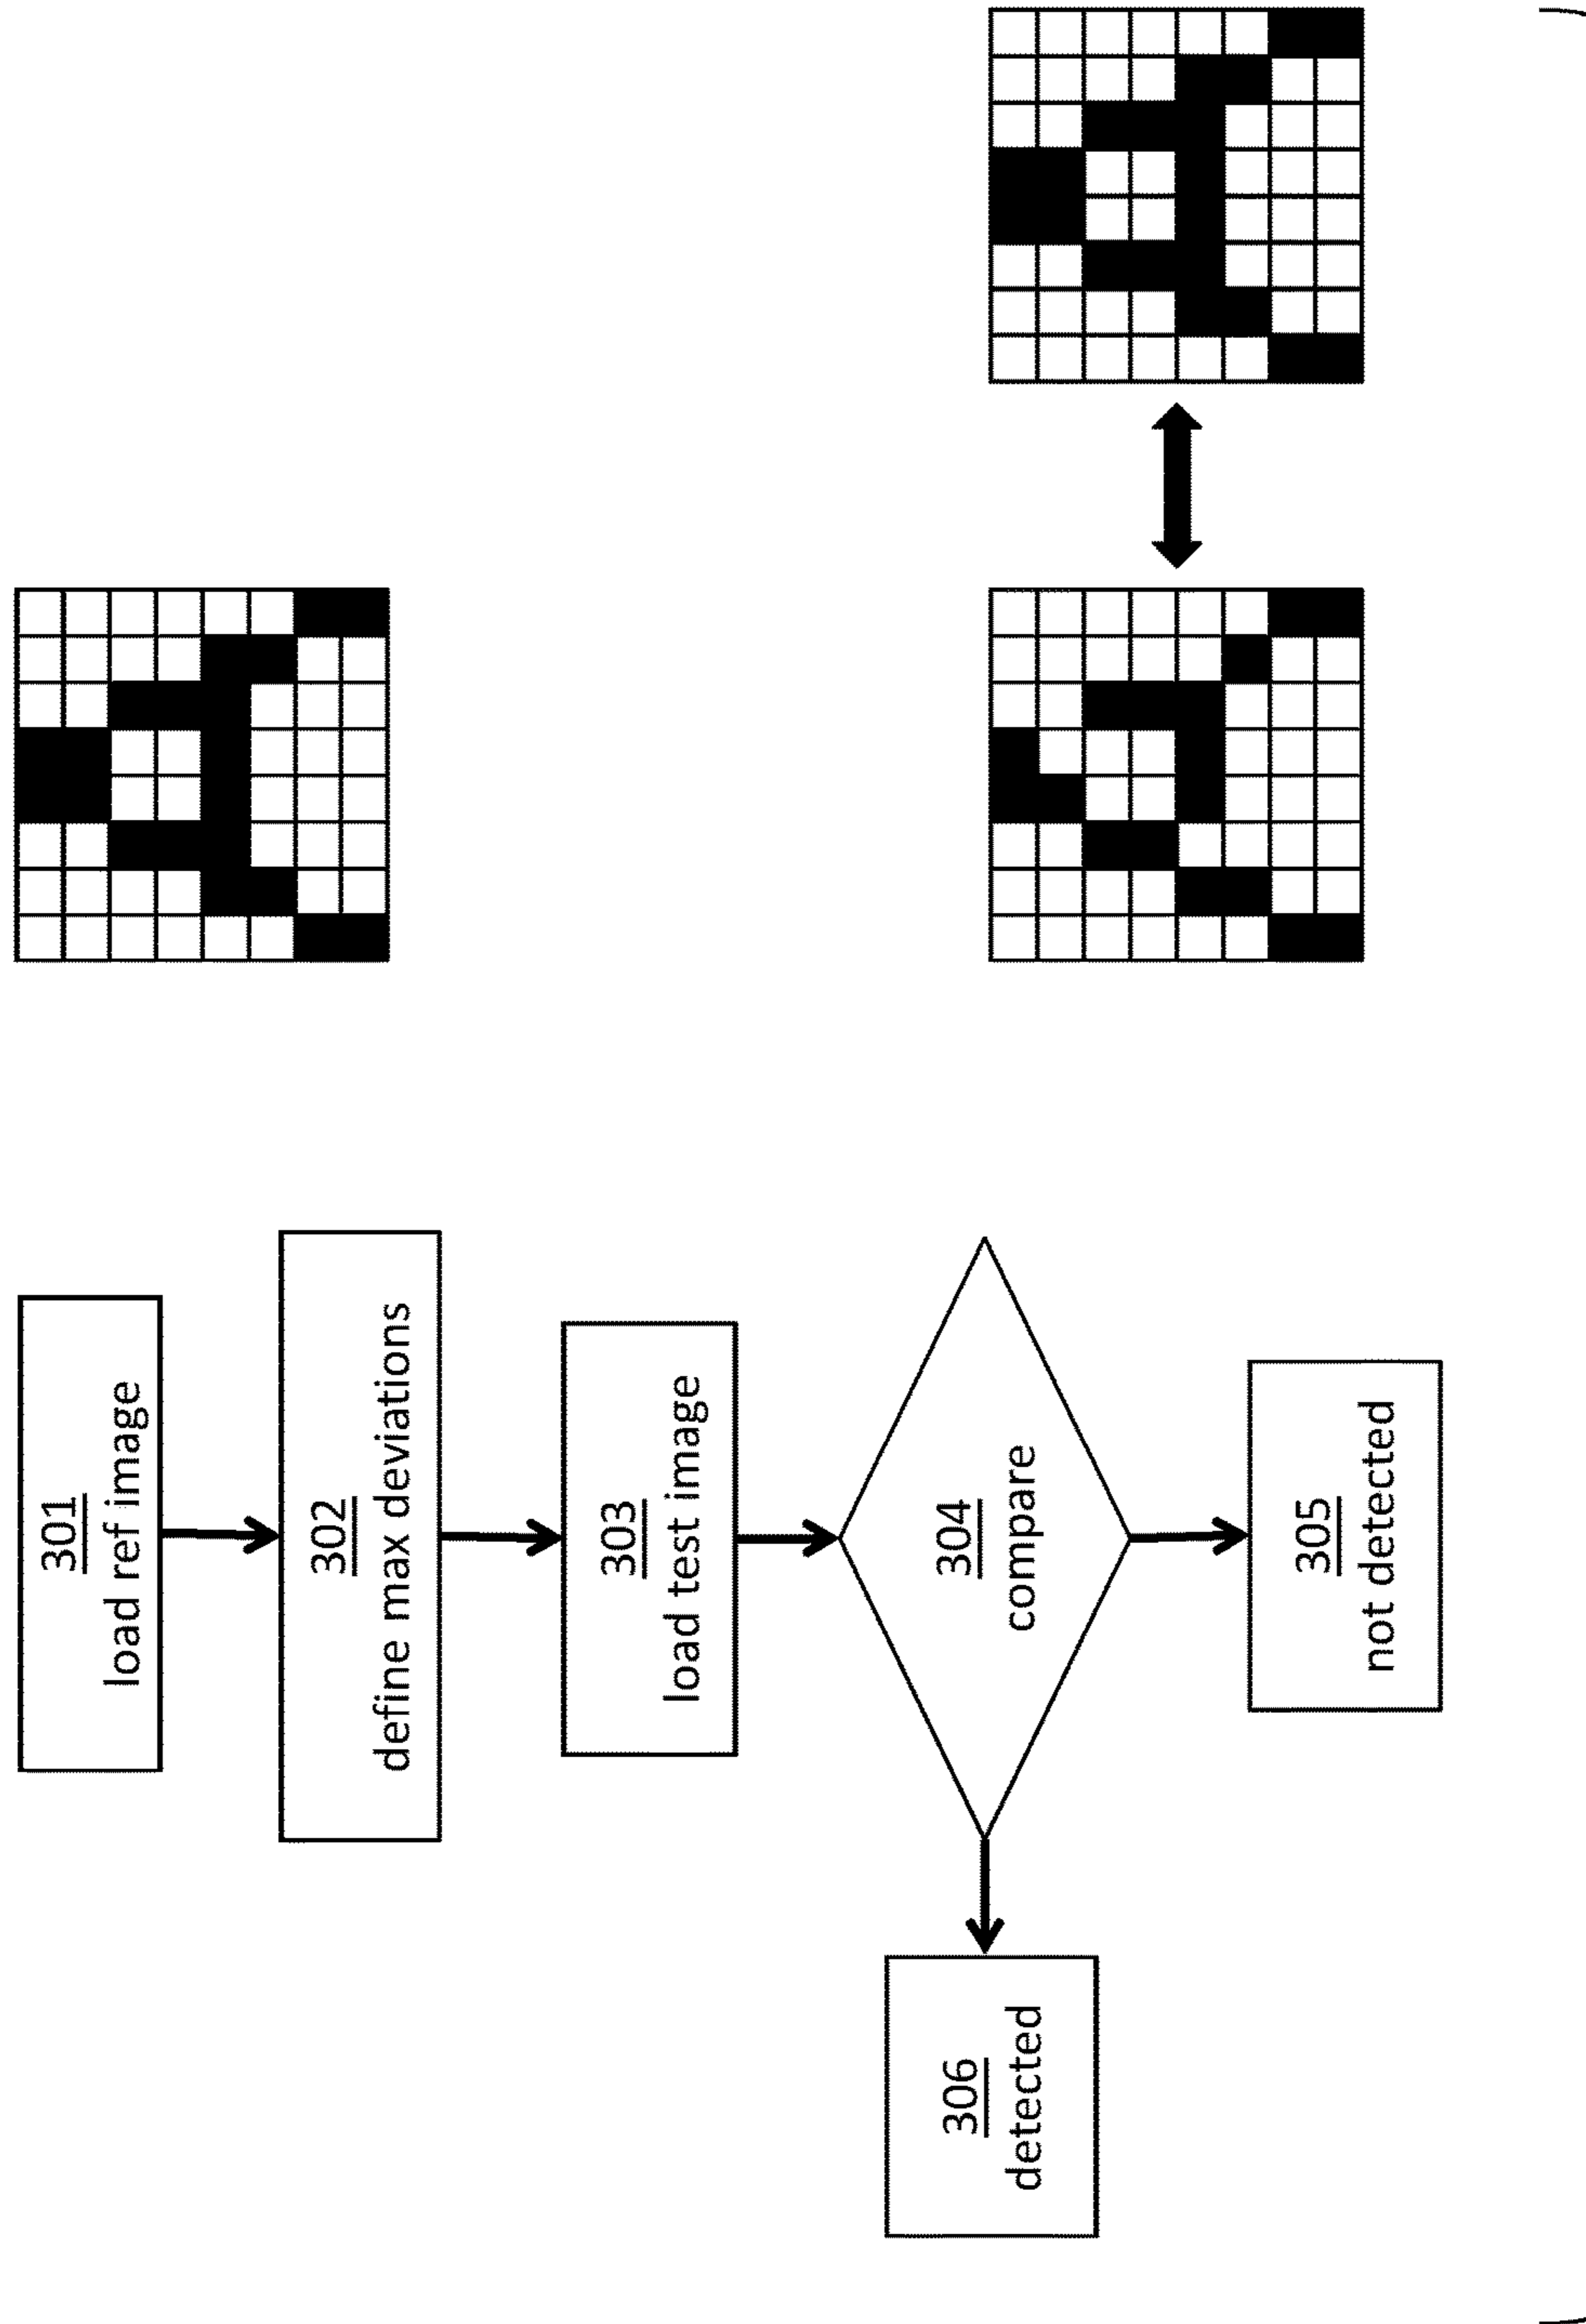 301
load ref image
302
define max deviations
303
load test image
304
compare
305
not detected
306
detected